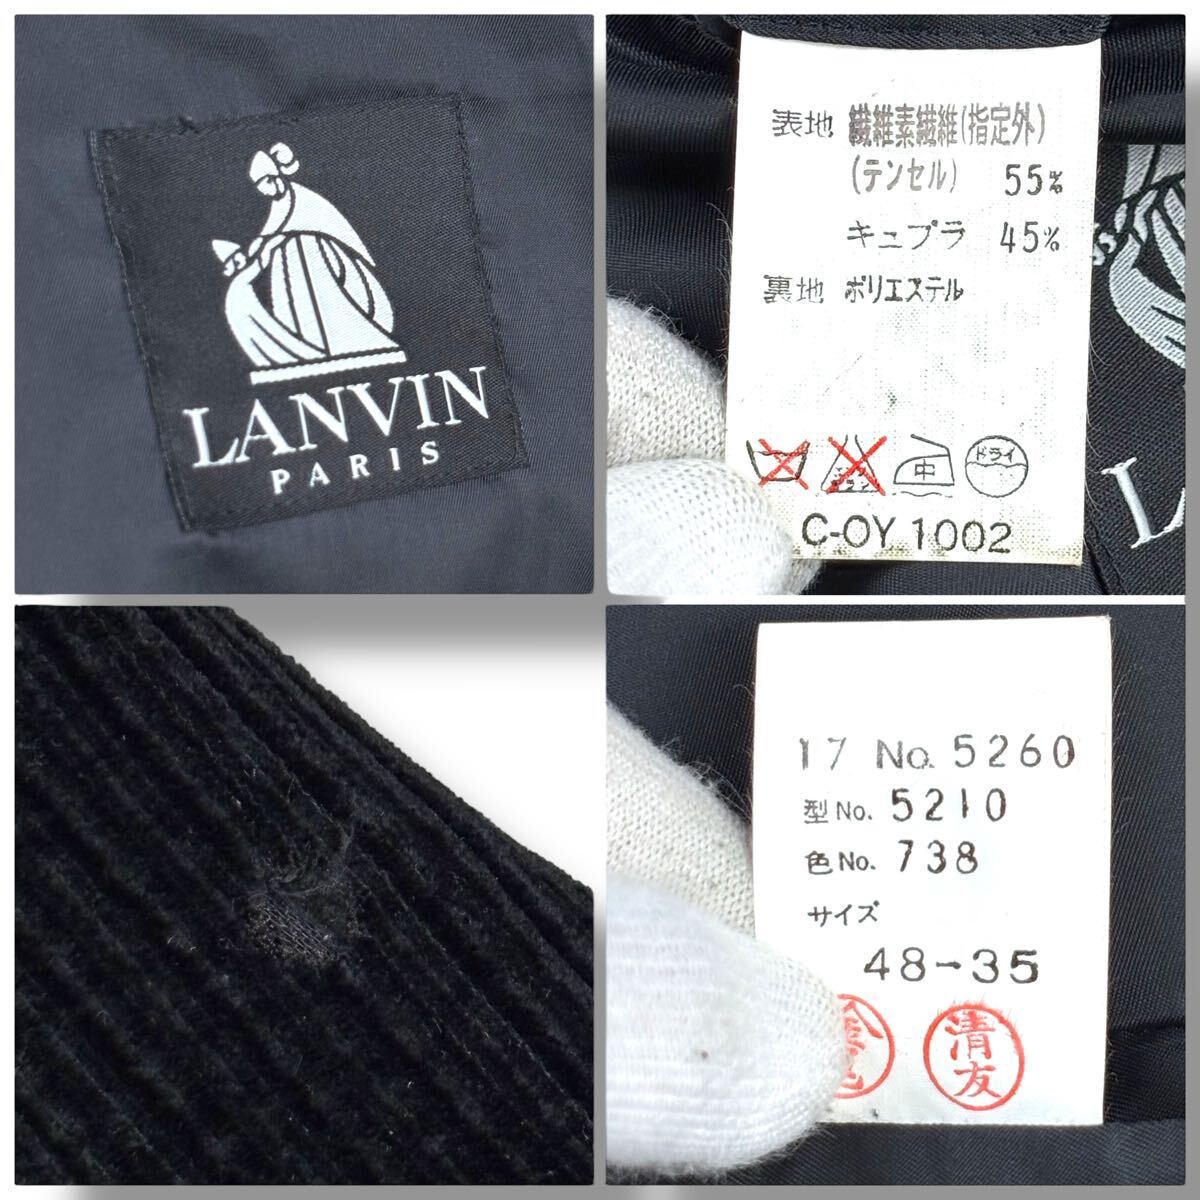 LANVIN
PARIS
表地 繊維素繊維(指定外)
(テンセル) 55%
キュプラ 45%
裏地 ポリエステル
中
ドライ
C-OY 1002
17 No. 5260
型No. 5210
色No. 738
サイズ
48-35
清友